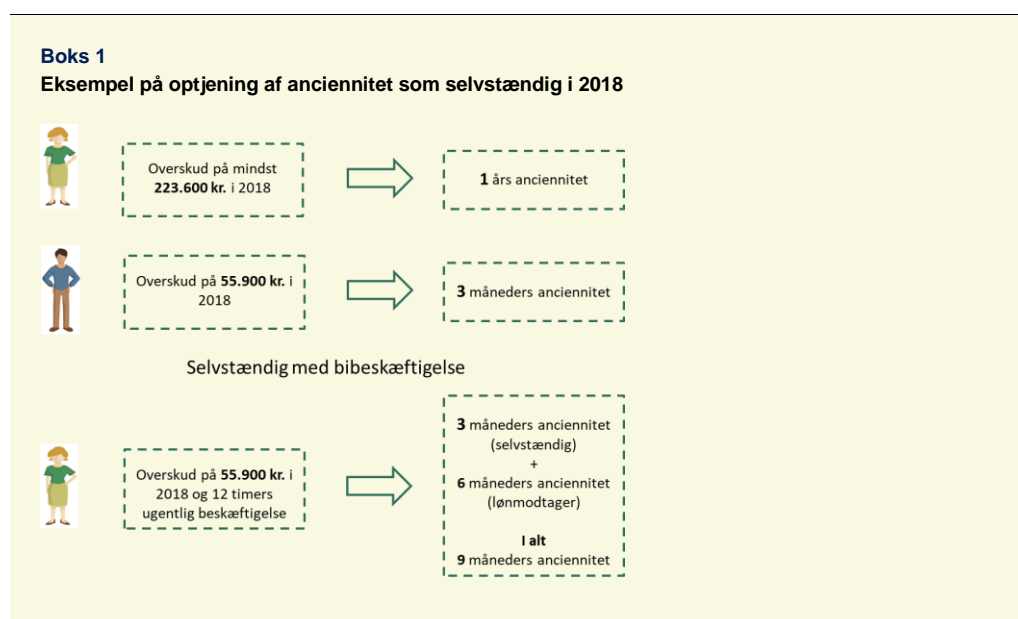 Boks 1
Eksempel på optjening af anciennitet som selvstændig i 2018
Overskud på mindst
223.600 kr. i 2018
1 års anciennitet
Overskud på 55.900 kr. i
2018
3 måneders anciennitet
Selvstændig med bibeskæftigelse
Overskud på 55.900 kr. i
2018 og 12 timers
ugentlig beskæftigelse
3 måneders anciennitet
(selvstændig)
+
6 måneders anciennitet
(lønmodtager)
I alt
9 måneders anciennitet